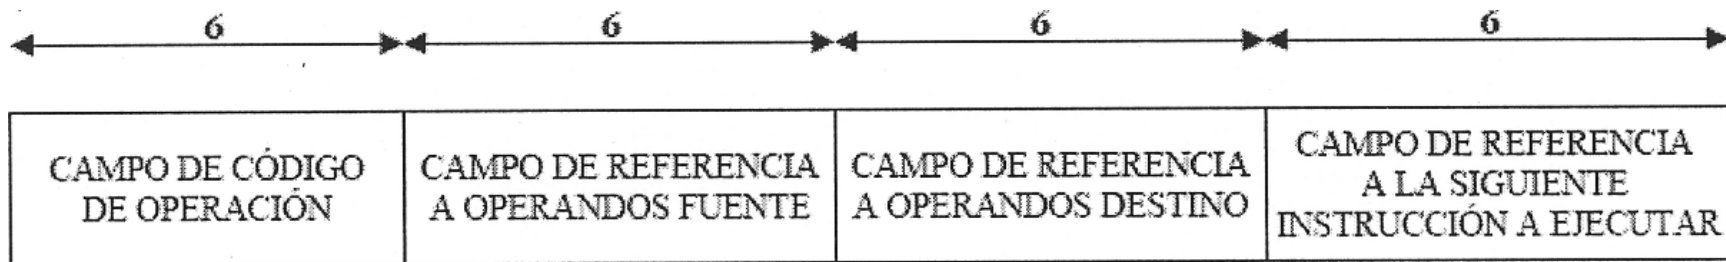 6 6 6 6
CAMPO DE CÓDIGO
DE OPERACIÓN
CAMPO DE REFERENCIA
A OPERANDOS FUENTE
CAMPO DE REFERENCIA
A OPERANDOS DESTINO
CAMPO DE REFERENCIA
A LA SIGUIENTE
INSTRUCCIÓN A EJECUTAR